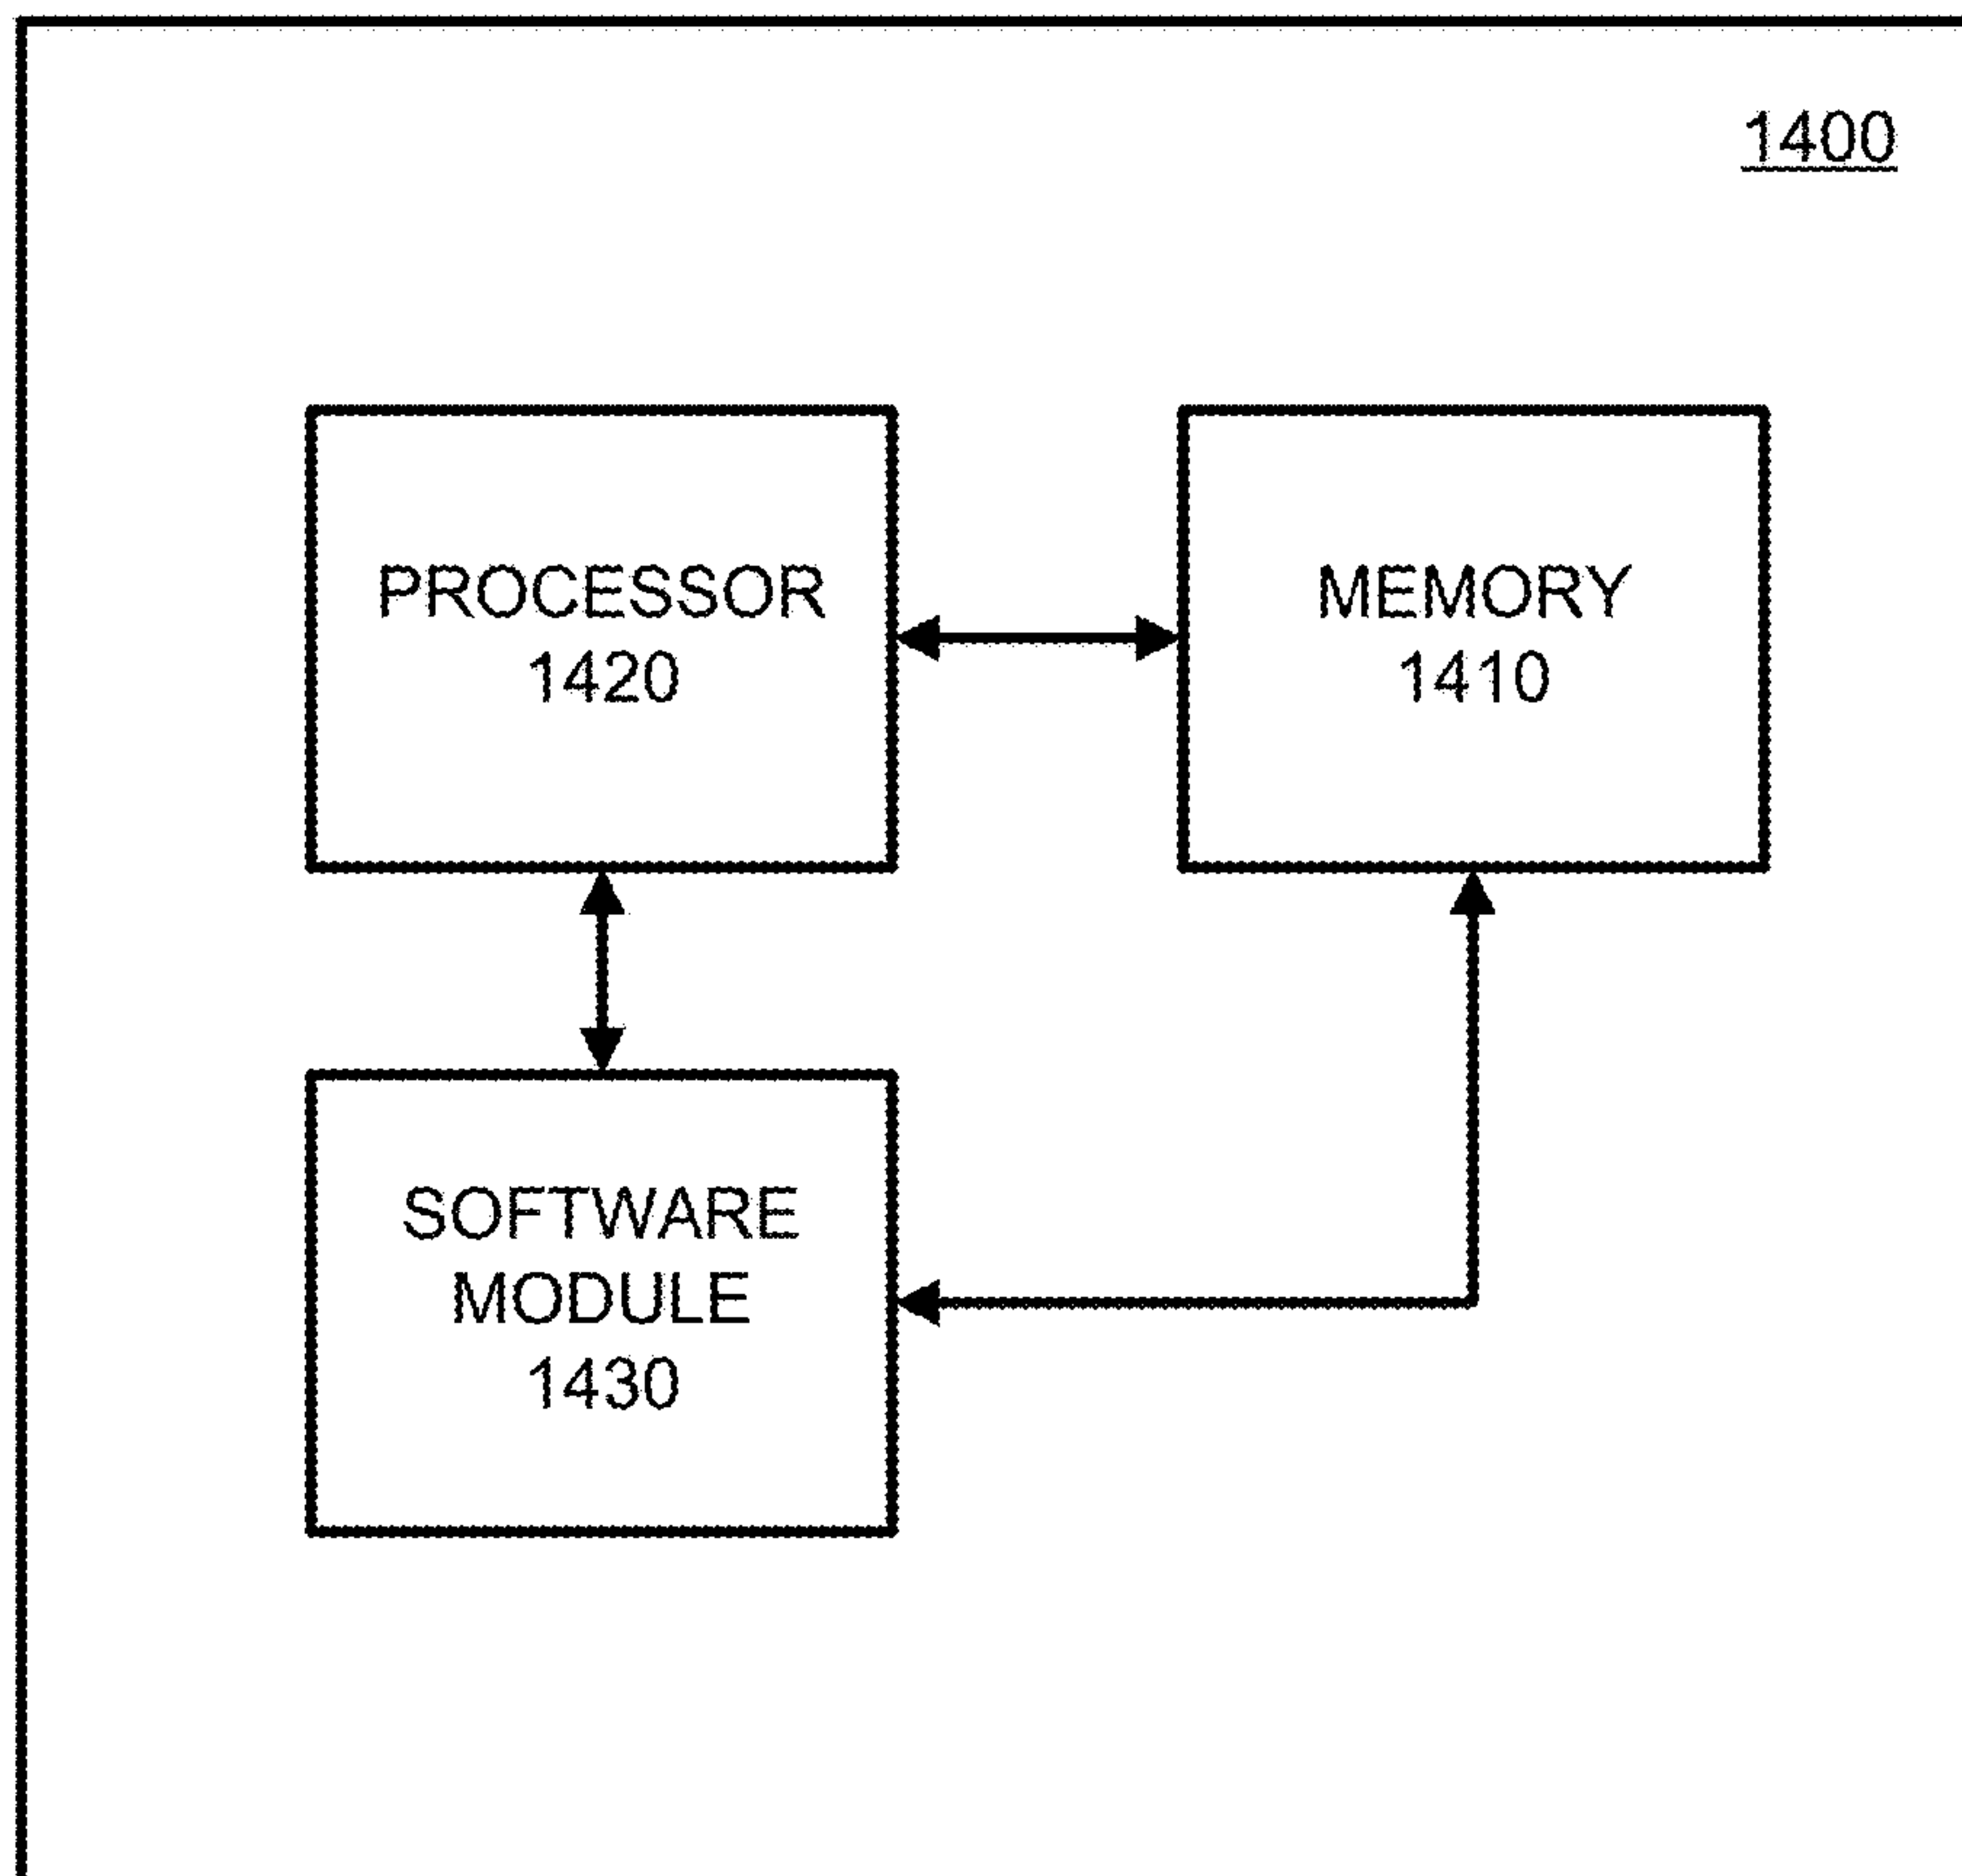 1400
PROCESSOR
1420
MEMORY
1410
SOFTWARE
MODULE
1430